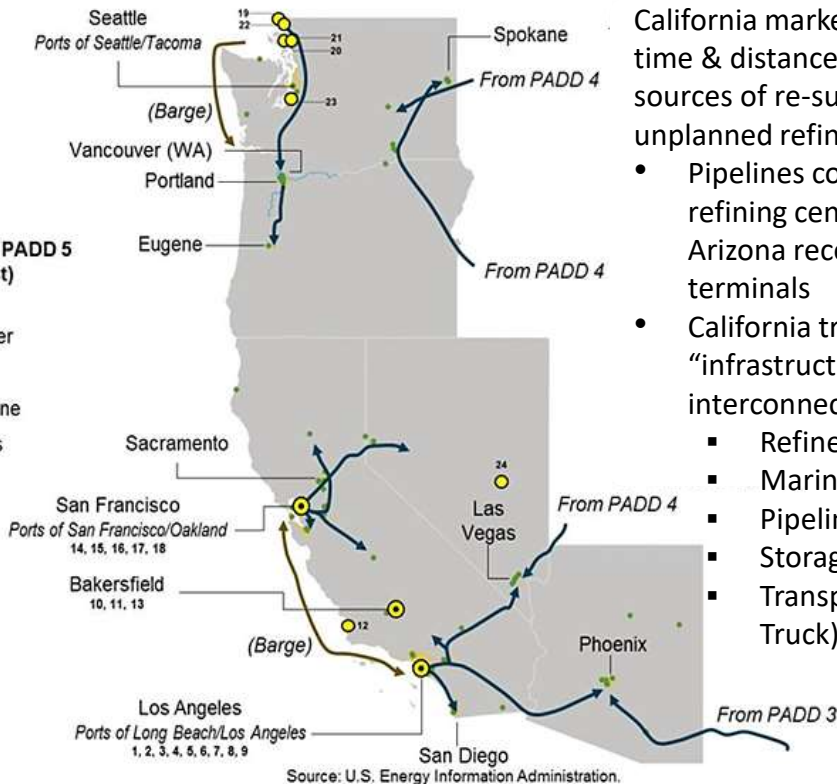 Seattle
Ports of Seattle/Tacoma
19
22
21
20
23
(Barge)
Vancouver (WA)
Portland
Eugene
Spokane
From PADD 4
From PADD 4
PADD 5
t)
er
ne
s
Sacramento
San Francisco
Ports of San Francisco/Oakland
14, 15, 16, 17, 18
Bakersfield
10, 11, 13
12
(Barge)
Los Angeles
Ports of Long Beach/Los Angeles
1, 2, 3, 4, 5, 6, 7, 8, 9
San Diego
24
Las
Vegas
From PADD 4
Phoenix
From PADD 3
Source: U.S. Energy Information Administration.
California marke
time & distance
sources of re-su
unplanned refin
• Pipelines co
refining cen
Arizona rece
terminals
• California tr
“infrastruct
interconnec
▪ Refine
▪ Marin
▪ Pipelin
▪ Storag
▪ Transp
Truck)